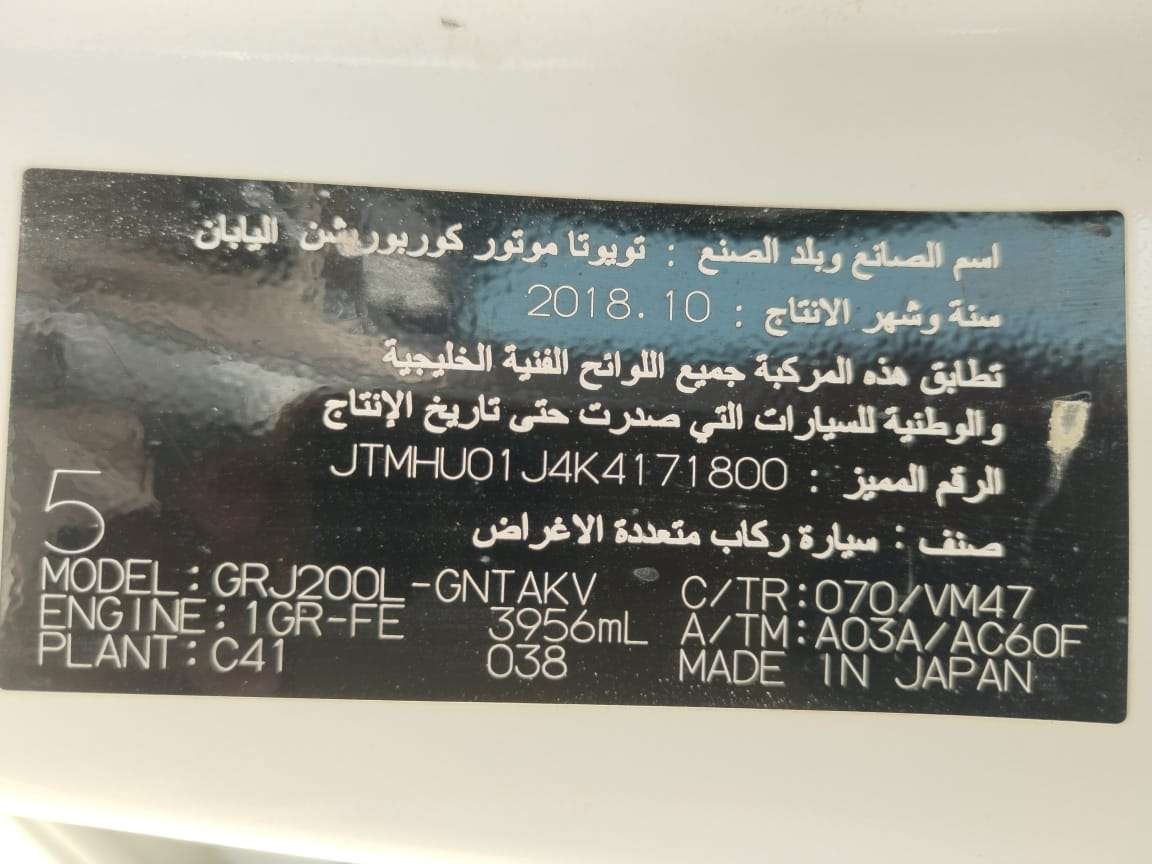 اسم الصانع وبلد الصنع : تويوتا موتور كوربوريشن اليابان
سنة وشهر الانتاج : 2018.10
تطابق هذه المركبة جميع اللوائح الفنية الخليجية
والوطنية للسيارات التي صدرت حتى تاريخ الإنتاج
الرقم المميز : JTMHU01J4K4171800
صنف : سيارة ركاب متعددة الاغراض
5
MODEL:GRJ200L-GNTAKV C/TR:070/VM47
ENGINE:1GR-FE 3956mL A/TM:A03A/AC60F
PLANT:C41 038 MADE IN JAPAN